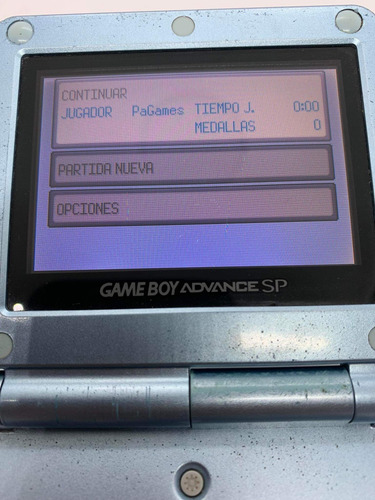 CONTINUAR
JUGADOR PaGames TIEMPO J. 0:00
MEDALLAS 0
PARTIDA NUEVA
OPCIONES
GAME BOY ADVANCE SP